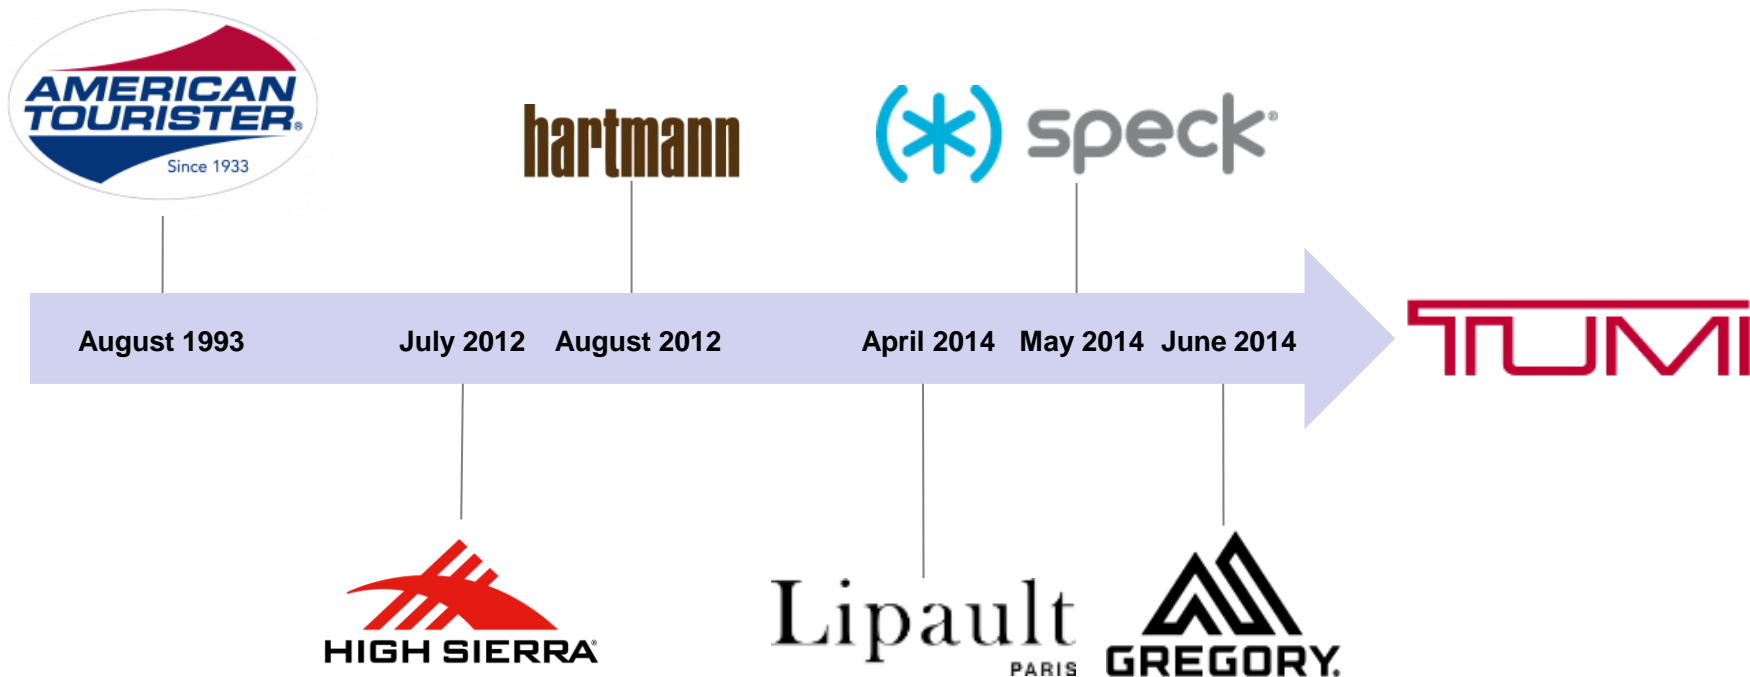 AMERICAN
TOURISTER®
Since 1933
hartmann
speck®
August 1993
July 2012
August 2012
April 2014
May 2014
June 2014
TUMI
HIGH SIERRA®
Lipault
PARIS
GREGORY.